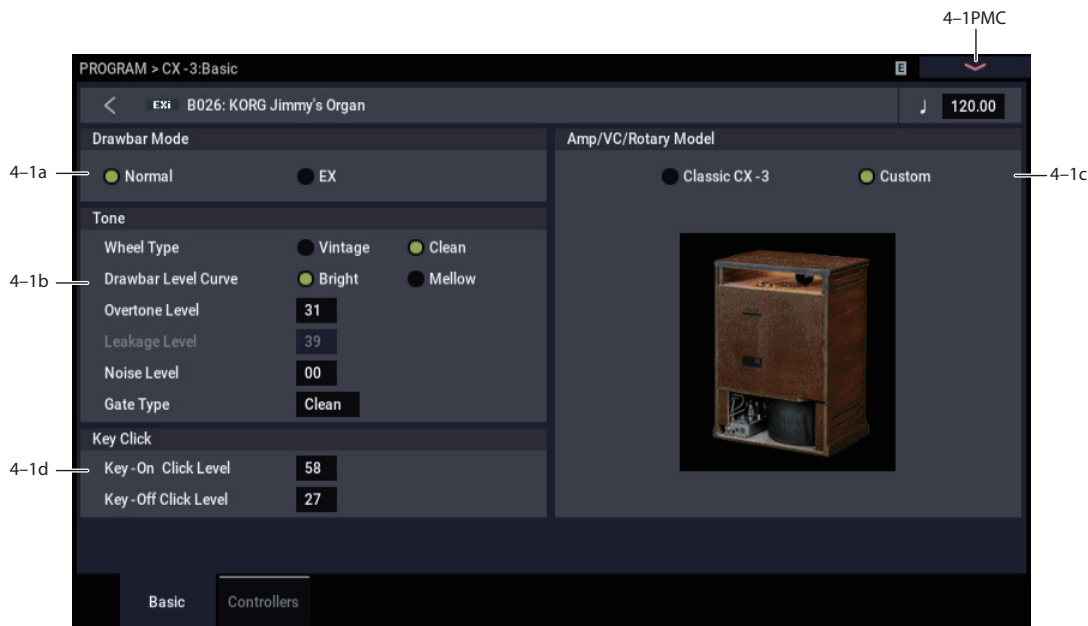 4–1PMC
PROGRAM > CX-3:Basic
E
EXi B026: KORG Jimmy's Organ
♩ 120.00
Drawbar Mode
4–1a
Normal
EX
Tone
Wheel Type
Vintage
Clean
4–1b
Drawbar Level Curve
Bright
Mellow
Overtone Level
31
Leakage Level
39
Noise Level
00
Gate Type
Clean
Key Click
4–1d
Key-On Click Level
58
Key-Off Click Level
27
Amp/VC/Rotary Model
Classic CX-3
Custom
4–1c
Basic
Controllers